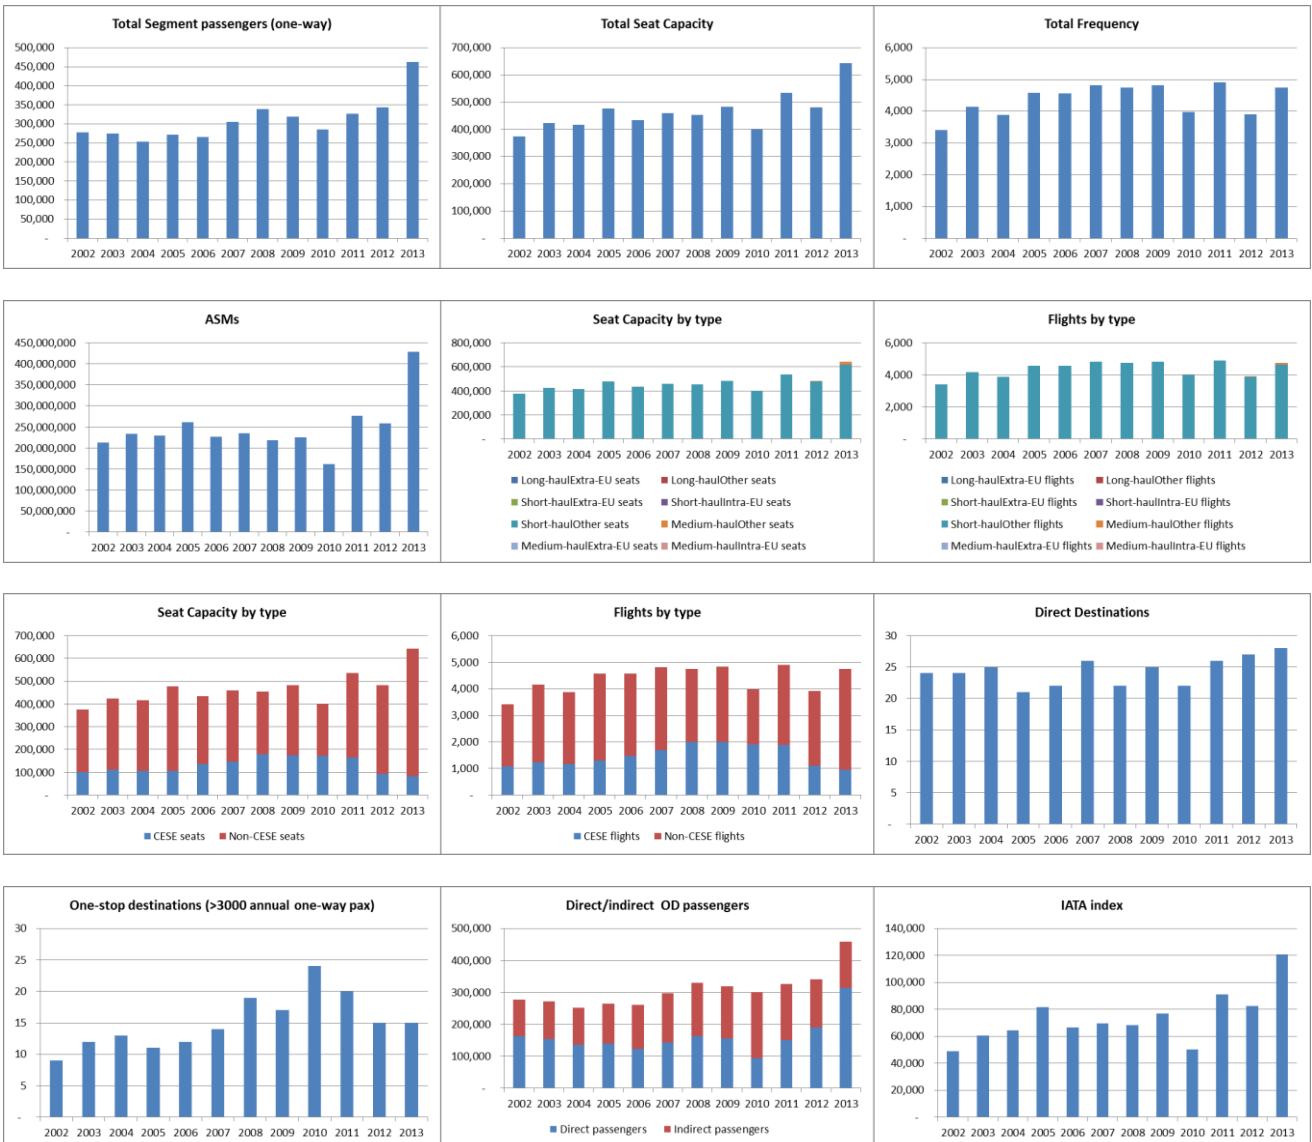 Total Segment passengers (one-way)
500,000
450,000
400,000
350,000
300,000
250,000
200,000
150,000
100,000
50,000
-
2002 2003 2004 2005 2006 2007 2008 2009 2010 2011 2012 2013
Total Seat Capacity
700,000
600,000
500,000
400,000
300,000
200,000
100,000
-
2002 2003 2004 2005 2006 2007 2008 2009 2010 2011 2012 2013
Total Frequency
6,000
5,000
4,000
3,000
2,000
1,000
-
2002 2003 2004 2005 2006 2007 2008 2009 2010 2011 2012 2013
ASMs
450,000,000
400,000,000
350,000,000
300,000,000
250,000,000
200,000,000
150,000,000
100,000,000
50,000,000
-
2002 2003 2004 2005 2006 2007 2008 2009 2010 2011 2012 2013
Seat Capacity by type
800,000
600,000
400,000
200,000
-
2002 2003 2004 2005 2006 2007 2008 2009 2010 2011 2012 2013
Long-haulExtra-EU seats Long-haulOther seats
Short-haulExtra-EU seats Short-haulIntra-EU seats
Short-haulOther seats Medium-haulOther seats
Medium-haulExtra-EU seats Medium-haulIntra-EU seats
Flights by type
6,000
4,000
2,000
-
2002 2003 2004 2005 2006 2007 2008 2009 2010 2011 2012 2013
Long-haulExtra-EU flights Long-haulOther flights
Short-haulExtra-EU flights Short-haulIntra-EU flights
Short-haulOther flights Medium-haulOther flights
Medium-haulExtra-EU flights Medium-haulIntra-EU flights
Seat Capacity by type
700,000
600,000
500,000
400,000
300,000
200,000
100,000
-
2002 2003 2004 2005 2006 2007 2008 2009 2010 2011 2012 2013
CESE seats Non-CESE seats
Flights by type
6,000
5,000
4,000
3,000
2,000
1,000
-
2002 2003 2004 2005 2006 2007 2008 2009 2010 2011 2012 2013
CESE flights Non-CESE flights
Direct Destinations
30
25
20
15
10
5
-
2002 2003 2004 2005 2006 2007 2008 2009 2010 2011 2012 2013
One-stop destinations (>3000 annual one-way pax)
30
25
20
15
10
5
-
2002 2003 2004 2005 2006 2007 2008 2009 2010 2011 2012 2013
Direct/indirect OD passengers
500,000
400,000
300,000
200,000
100,000
-
2002 2003 2004 2005 2006 2007 2008 2009 2010 2011 2012 2013
Direct passengers Indirect passengers
IATA index
140,000
120,000
100,000
80,000
60,000
40,000
20,000
-
2002 2003 2004 2005 2006 2007 2008 2009 2010 2011 2012 2013